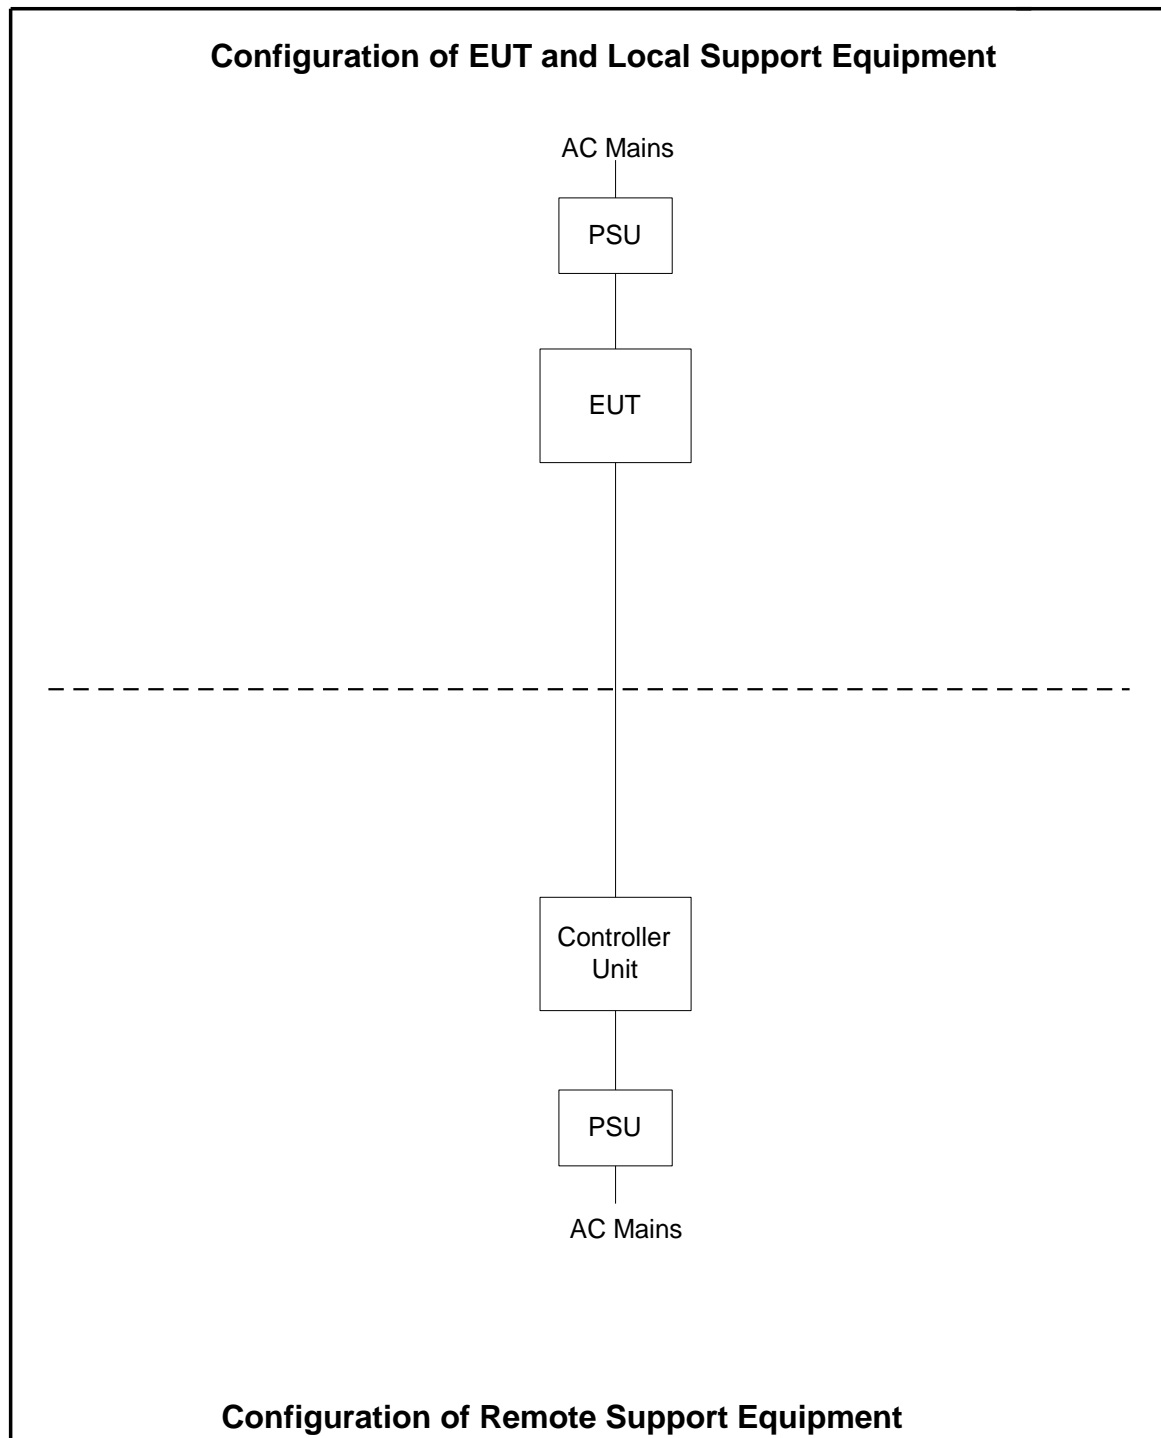 Configuration of EUT and Local Support Equipment
AC Mains
PSU
EUT
Controller
Unit
PSU
AC Mains
Configuration of Remote Support Equipment